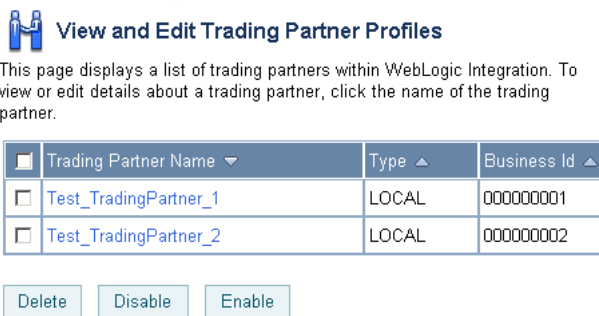 View and Edit Trading Partner Profiles
This page displays a list of trading partners within WebLogic Integration. To
view or edit details about a trading partner, click the name of the trading
partner.
Trading Partner Name Type Business Id
Test_TradingPartner_1 LOCAL 000000001
Test_TradingPartner_2 LOCAL 000000002
Delete Disable Enable